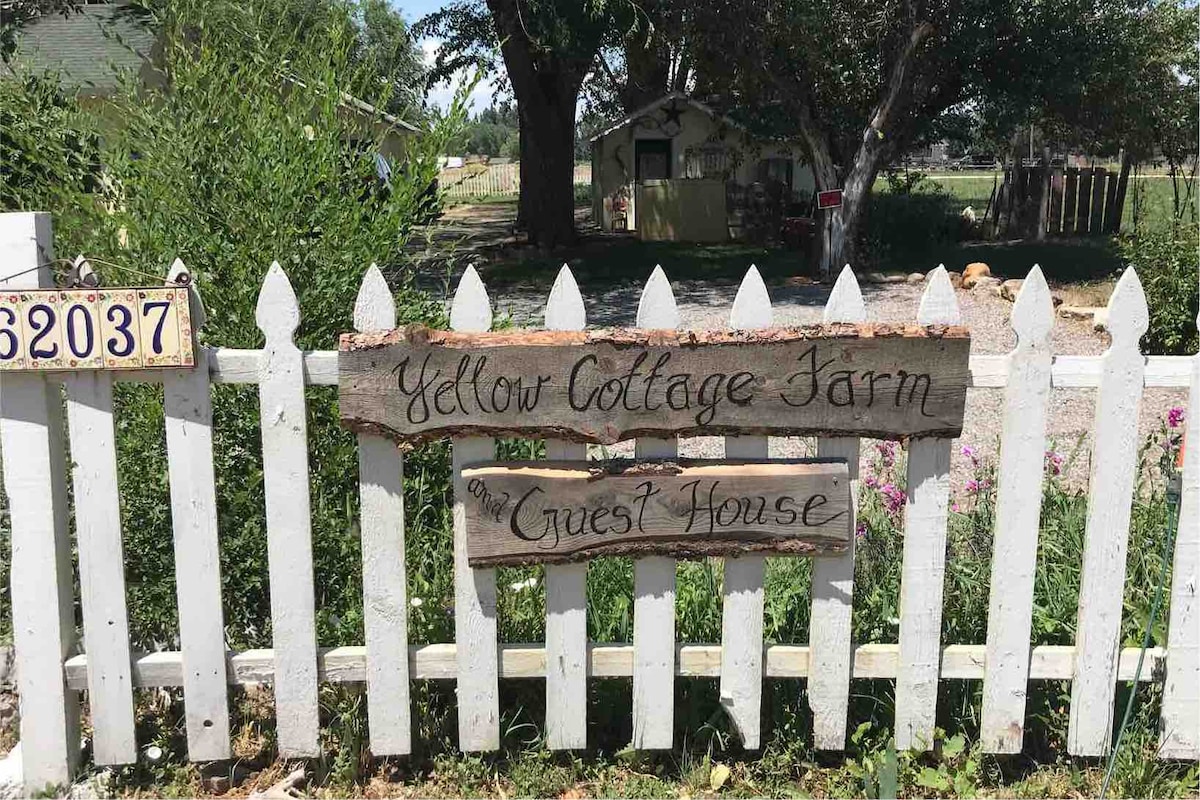 62037
Yellow Cottage Farm
and Guest House